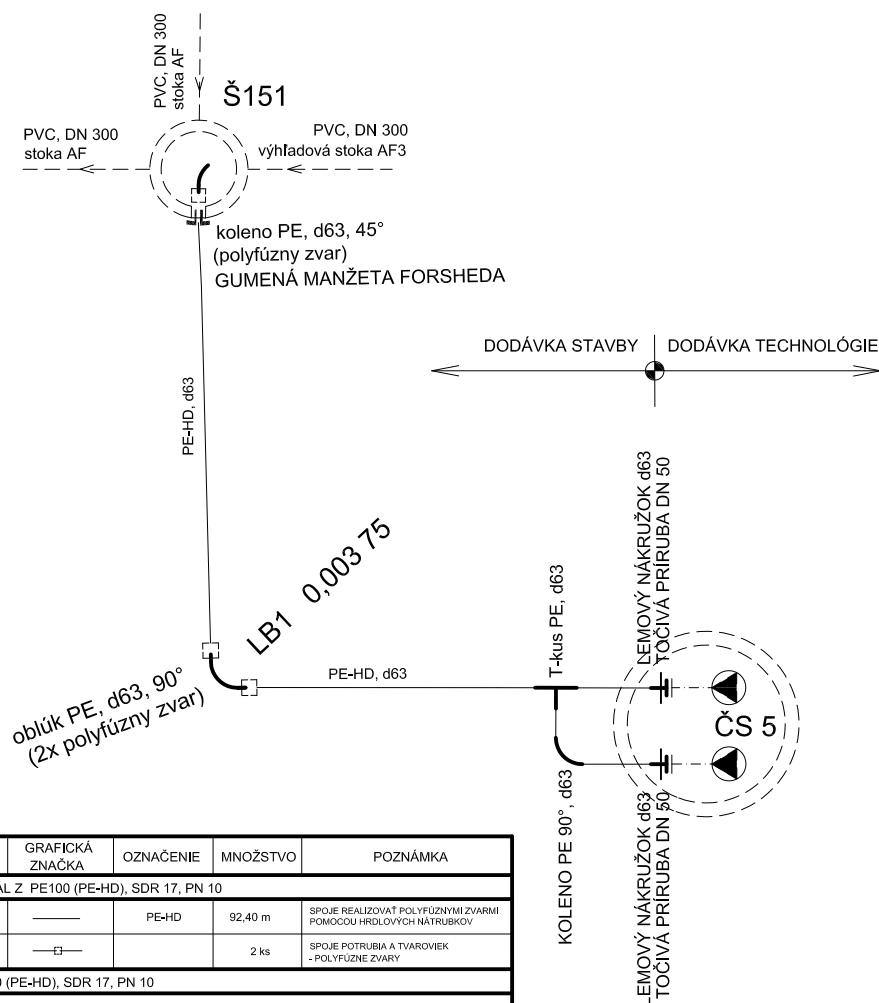 PVC, DN 300
stoka AF
Š151
PVC, DN 300
stoka AF
PVC, DN 300
výhľadová stoka AF3
koleno PE, d63, 45°
(polyfúzny zvar)
GUMENÁ MANŽETA FORSHEDA
DODÁVKA STAVBY
DODÁVKA TECHNOLÓGIE
PE-HD, d63
LB1 0,003 75
oblúk PE, d63, 90°
(2x polyfúzny zvar)
PE-HD, d63
T-kus PE, d63
LEMOVÝ NÁKRUŽOK d63
TOČIVÁ PRÍRUBA DN 50
ČS 5
KOLENO PE 90°, d63
LEMOVÝ NÁKRUŽOK d63
TOČIVÁ PRÍRUBA DN 50
GRAFICKÁ
ZNAČKA
OZNAČENIE
MNOŽSTVO
POZNÁMKA
ÁL Z PE100 (PE-HD), SDR 17, PN 10
PE-HD
92,40 m
SPOJE REALIZOVAŤ POLYFÚZNYMI ZVARMI
POMOCOU HRDLOVÝCH NÁTRUBKOV
2 ks
SPOJE POTRUBIA A TVAROVIEK
- POLYFÚZNE ZVARY
(PE-HD), SDR 17, PN 10